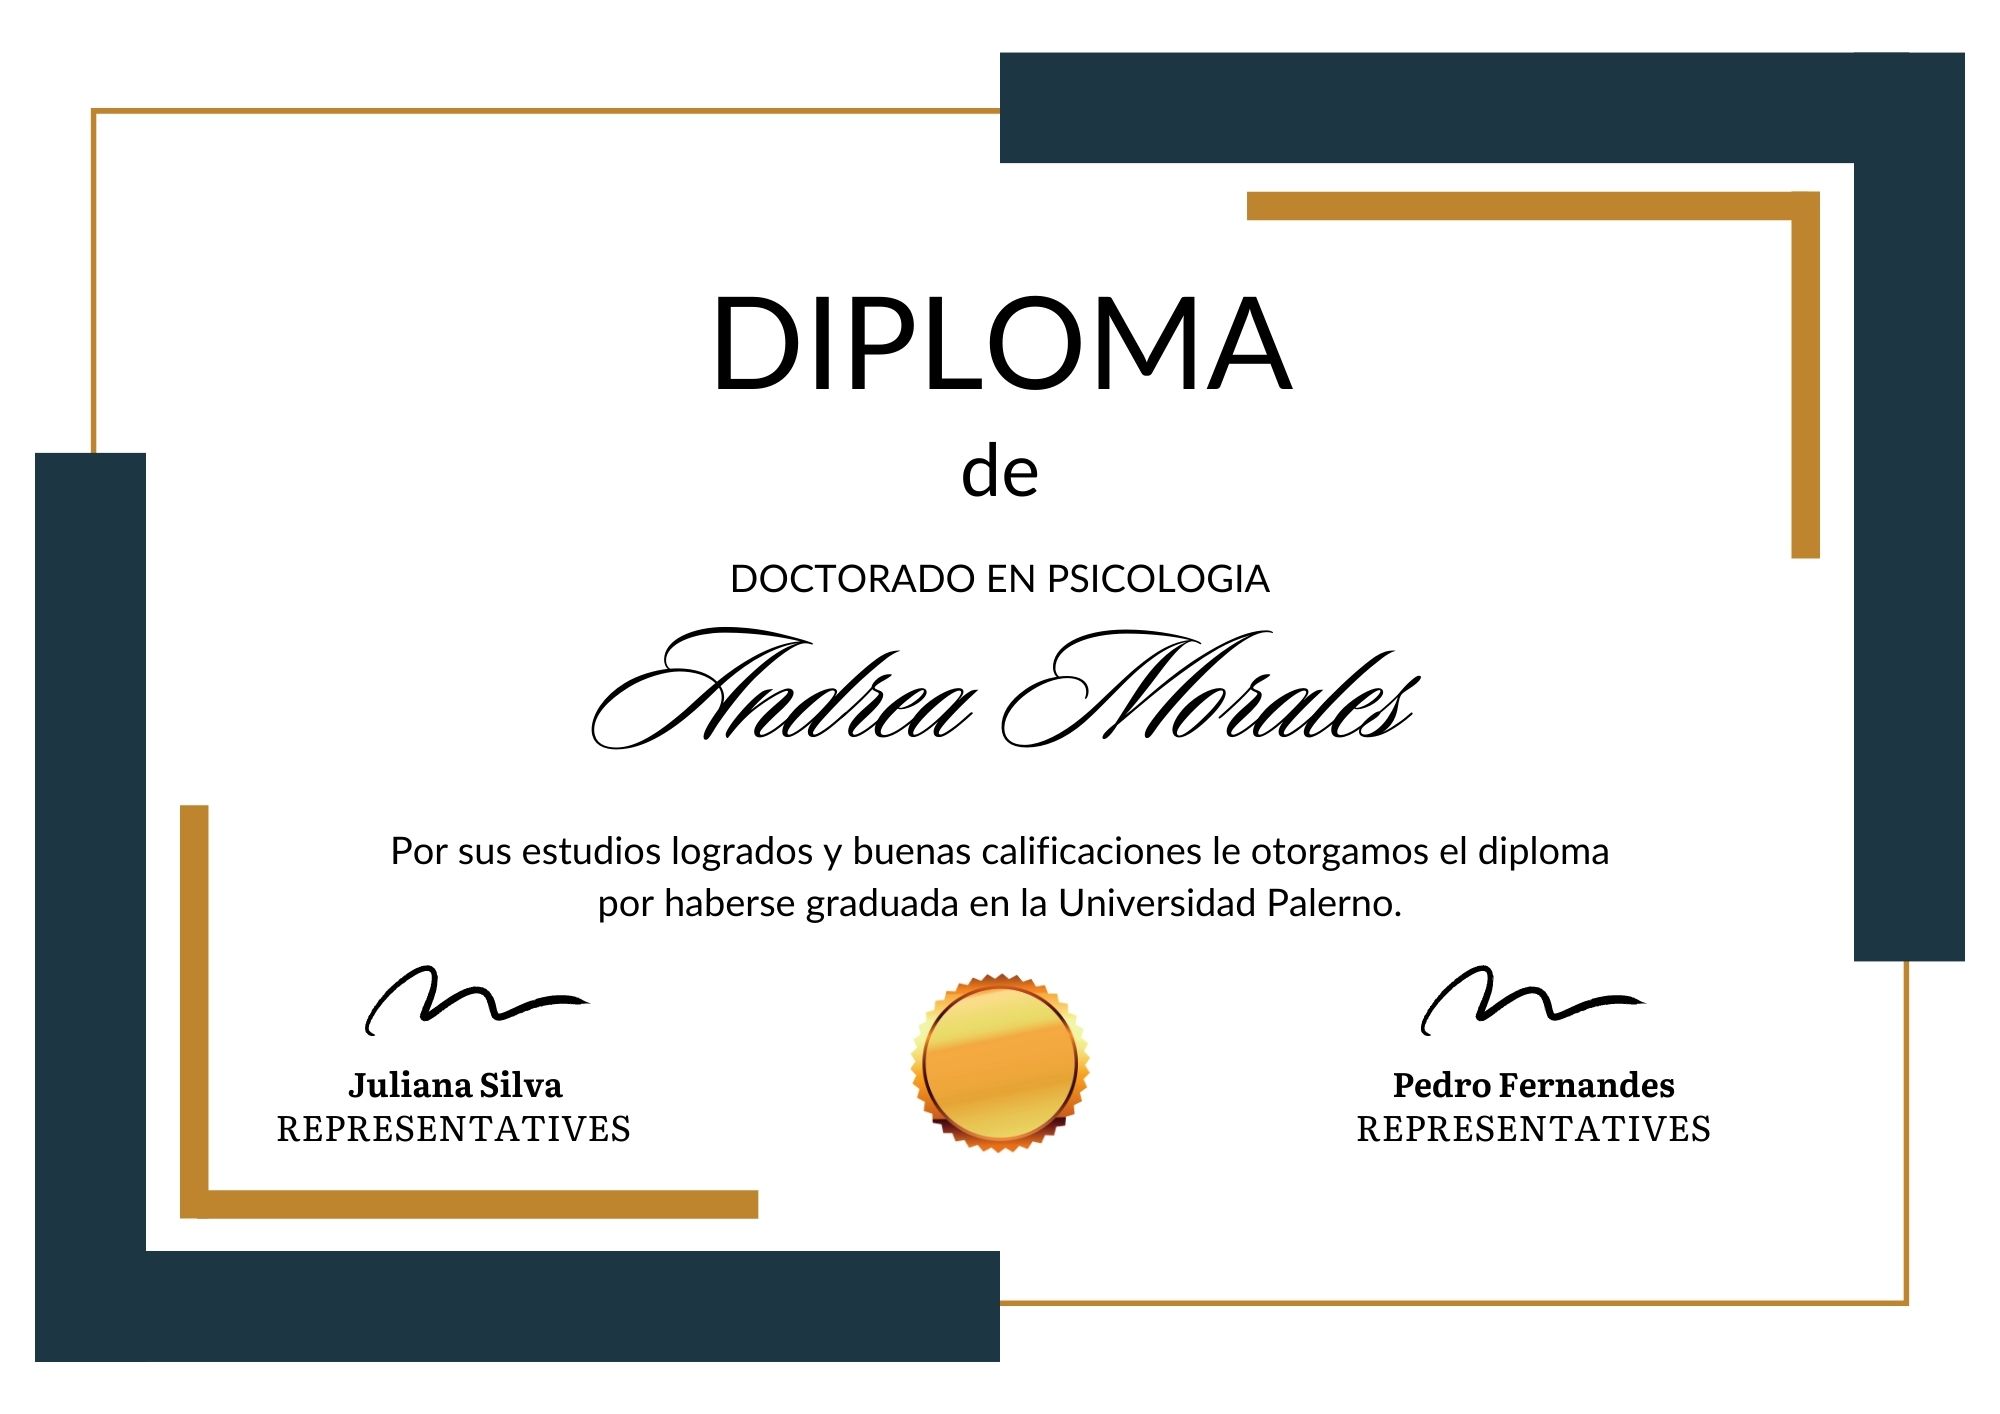 DIPLOMA
de
DOCTORADO EN PSICOLOGIA
Andrea Morales
Por sus estudios logrados y buenas calificaciones le otorgamos el diploma
por haberse graduada en la Universidad Palerno.
Juliana Silva
REPRESENTATIVES
Pedro Fernandes
REPRESENTATIVES